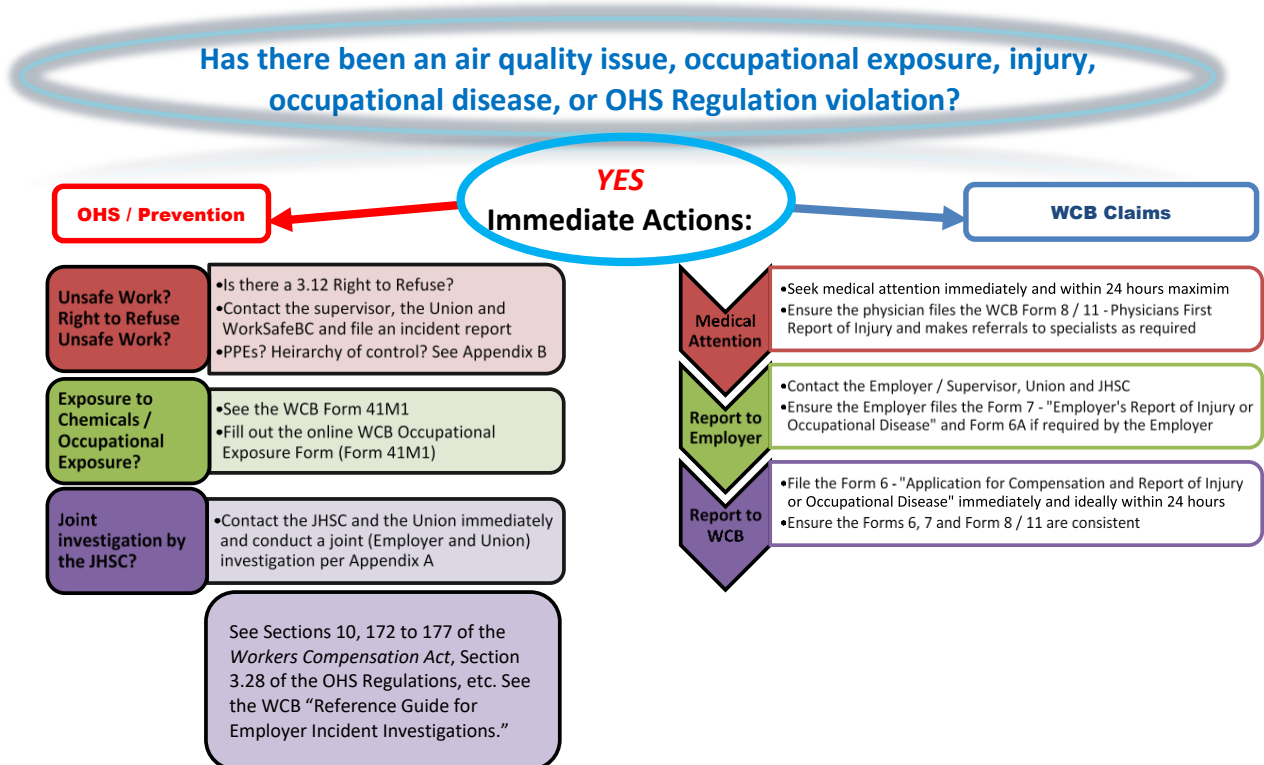 Has there been an air quality issue, occupational exposure, injury,
occupational disease, or OHS Regulation violation?
YES
Immediate Actions:
OHS / Prevention
WCB Claims
Unsafe Work?
Right to Refuse
Unsafe Work?
•Is there a 3.12 Right to Refuse?
•Contact the supervisor, the Union and
WorkSafeBC and file an incident report
•PPEs? Heirarchy of control? See Appendix B
Exposure to
Chemicals /
Occupational
Exposure?
•See the WCB Form 41M1
•Fill out the online WCB Occupational
Exposure Form (Form 41M1)
Joint
investigation by
the JHSC?
•Contact the JHSC and the Union immediately
and conduct a joint (Employer and Union)
investigation per Appendix A
See Sections 10, 172 to 177 of the
Workers Compensation Act, Section
3.28 of the OHS Regulations, etc. See
the WCB “Reference Guide for
Employer Incident Investigations.”
Medical
Attention
•Seek medical attention immediately and within 24 hours maximim
•Ensure the physician files the WCB Form 8 / 11 - Physicians First
Report of Injury and makes referrals to specialists as required
Report to
Employer
•Contact the Employer / Supervisor, Union and JHSC
•Ensure the Employer files the Form 7 - "Employer's Report of Injury or
Occupational Disease" and Form 6A if required by the Employer
Report to
WCB
•File the Form 6 - "Application for Compensation and Report of Injury
or Occupational Disease" immediately and ideally within 24 hours
•Ensure the Forms 6, 7 and Form 8 / 11 are consistent